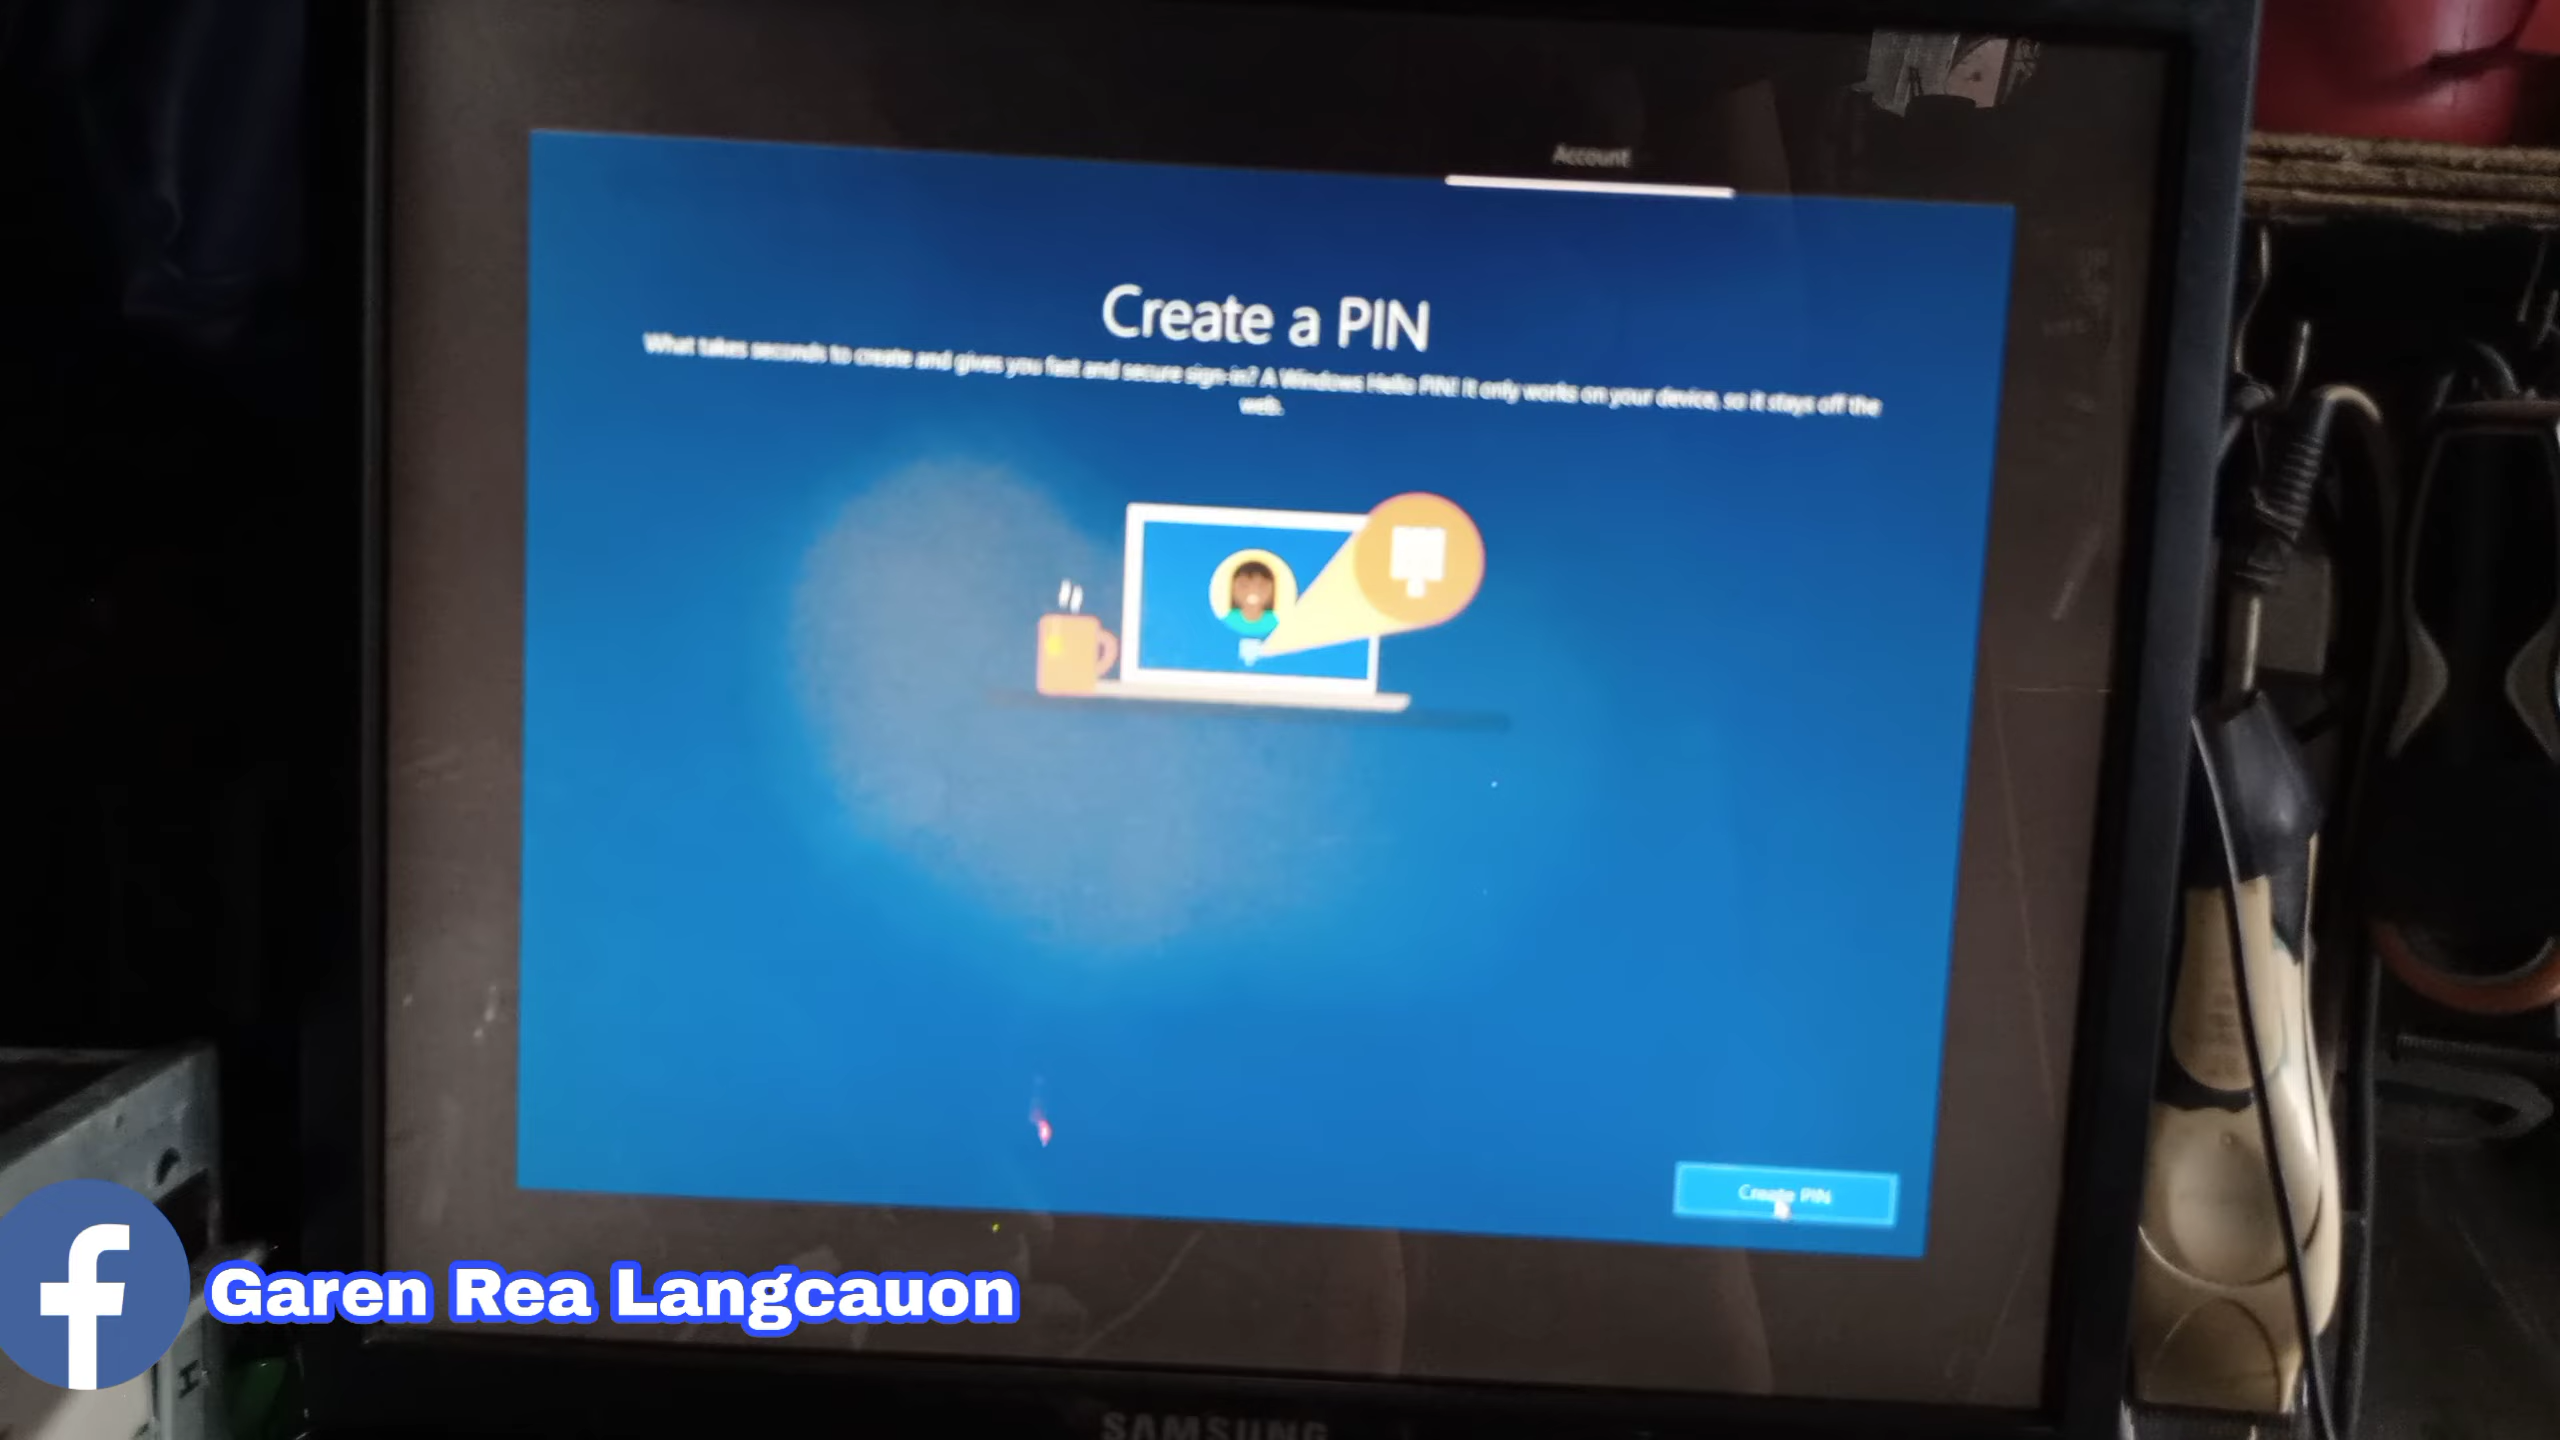 Account
Create a PIN
What takes seconds to create and gives you fast and secure sign-in? A Windows Hello PIN! It only works on your device, so it stays off the
web.
Create PIN
Garen Rea Langcauon
SAMSUNG